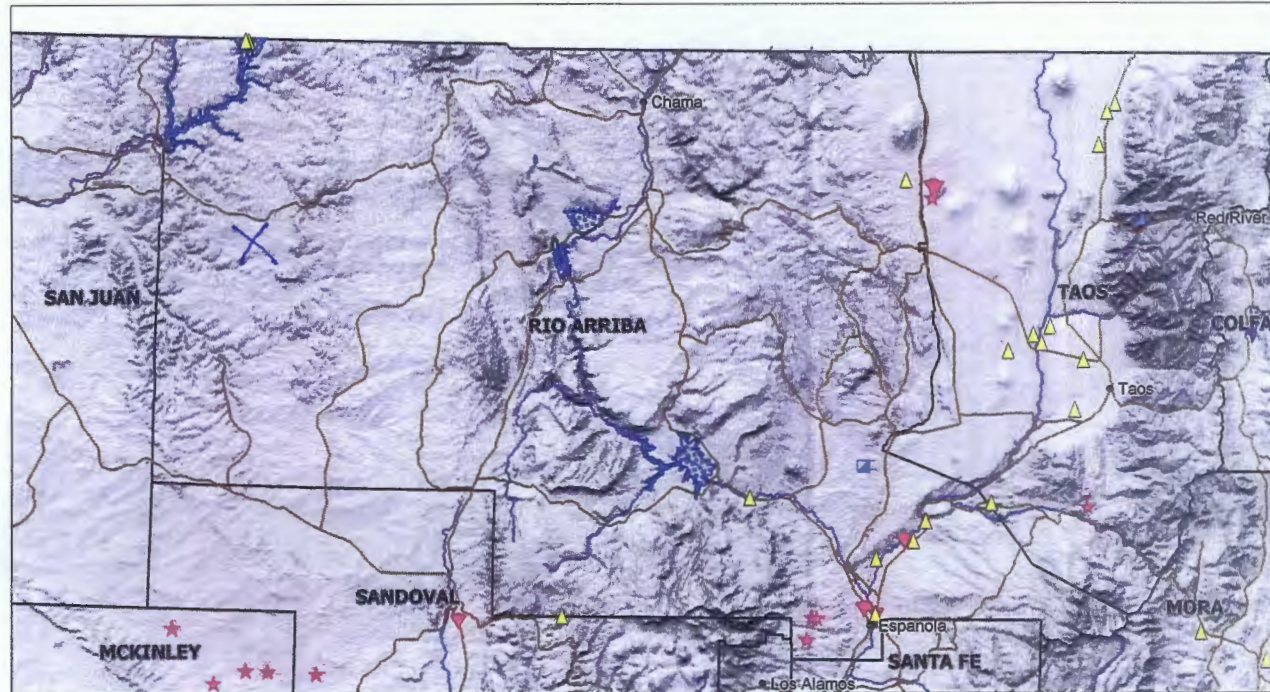 Chama
Red River
SAN JUAN
TAOS
RIO ARRIBA
COLFA
Taos
SANDOVAL
MORA
Espanola
MCKINLEY
SANTA FE
Los Alamos